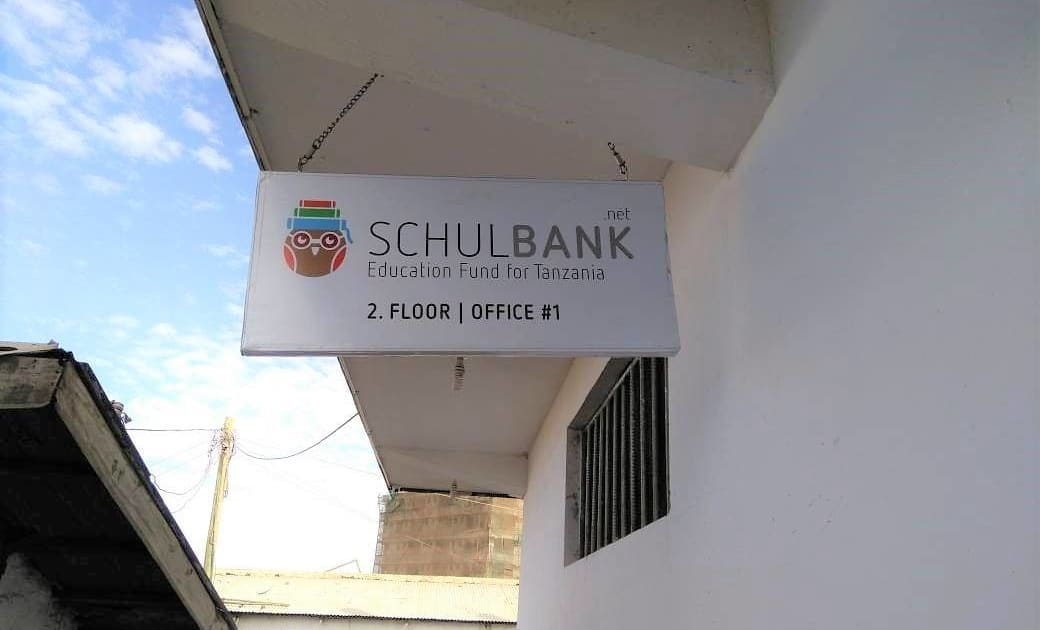 .net
SCHULBANK
Education Fund for Tanzania
2. FLOOR | OFFICE #1